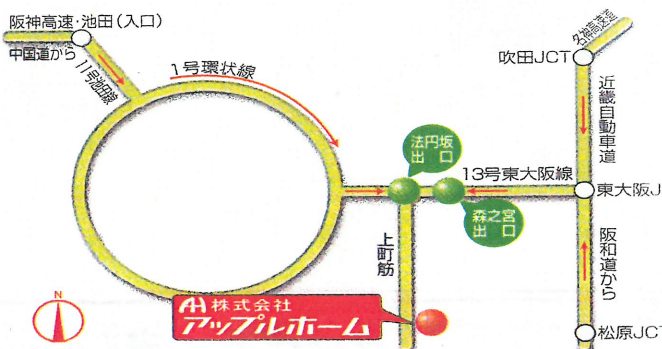 阪神高速・池田(入口)
中国道から
11号池田線
1号環状線
名神高速道
吹田JCT
近畿自動車道
法円坂
出口
13号東大阪線
東大阪J
森之宮
出口
上町筋
阪和道から
松原JC
N
AH 株式会社
アップルホーム